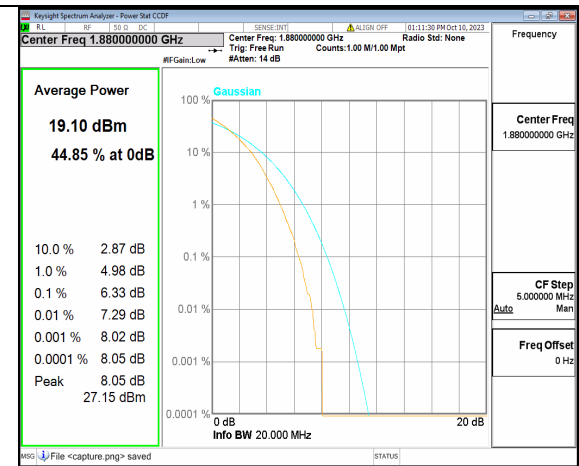 Keysight Spectrum Analyzer - Power Stat CCDF
RL RF 50 Ω DC SENSE:INT ALIGN OFF 01:11:30 PM Oct 10, 2023
Center Freq 1.880000000 GHz
Center Freq: 1.880000000 GHz Radio Std: None
Trig: Free Run Counts:1.00 M/1.00 Mpt
#IFGain:Low #Atten: 14 dB
Frequency
Average Power
19.10 dBm
44.85 % at 0dB
10.0 % 2.87 dB
1.0 % 4.98 dB
0.1 % 6.33 dB
0.01 % 7.29 dB
0.001 % 8.02 dB
0.0001 % 8.05 dB
Peak 8.05 dB
27.15 dBm
Gaussian
100 %
10 %
1 %
0.1 %
0.01 %
0.001 %
0.0001 %
0 dB 20 dB
Info BW 20.000 MHz
Center Freq
1.880000000 GHz
CF Step
5.000000 MHz
Auto Man
Freq Offset
0 Hz
MSG File <capture.png> saved STATUS